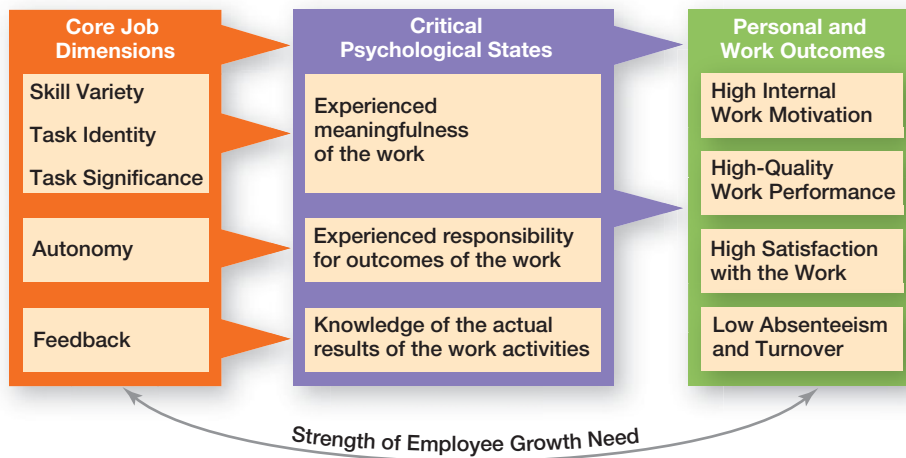 Core Job
Dimensions
Skill Variety
Task Identity
Task Significance
Autonomy
Feedback
Critical
Psychological States
Experienced
meaningfulness
of the work
Experienced responsibility
for outcomes of the work
Knowledge of the actual
results of the work activities
Personal and
Work Outcomes
High Internal
Work Motivation
High-Quality
Work Performance
High Satisfaction
with the Work
Low Absenteeism
and Turnover
Strength of Employee Growth Need